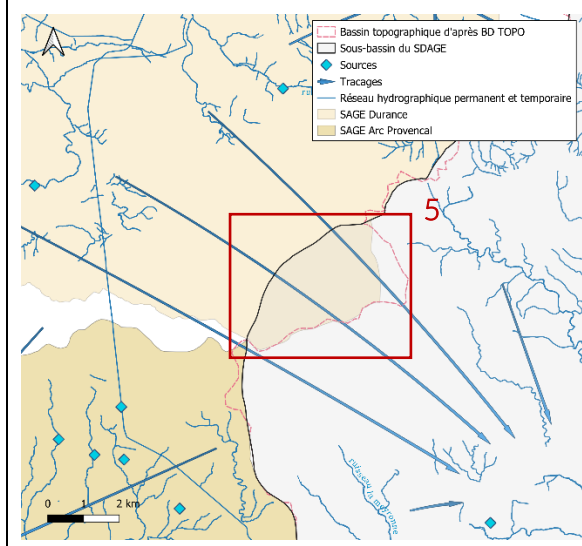 Bassin topographique d'après BD TOPO
Sous-bassin du SDAGE
Sources
Tracages
Réseau hydrographique permanent et temporaire
SAGE Durance
SAGE Arc Provencal
5
0 1 2 km